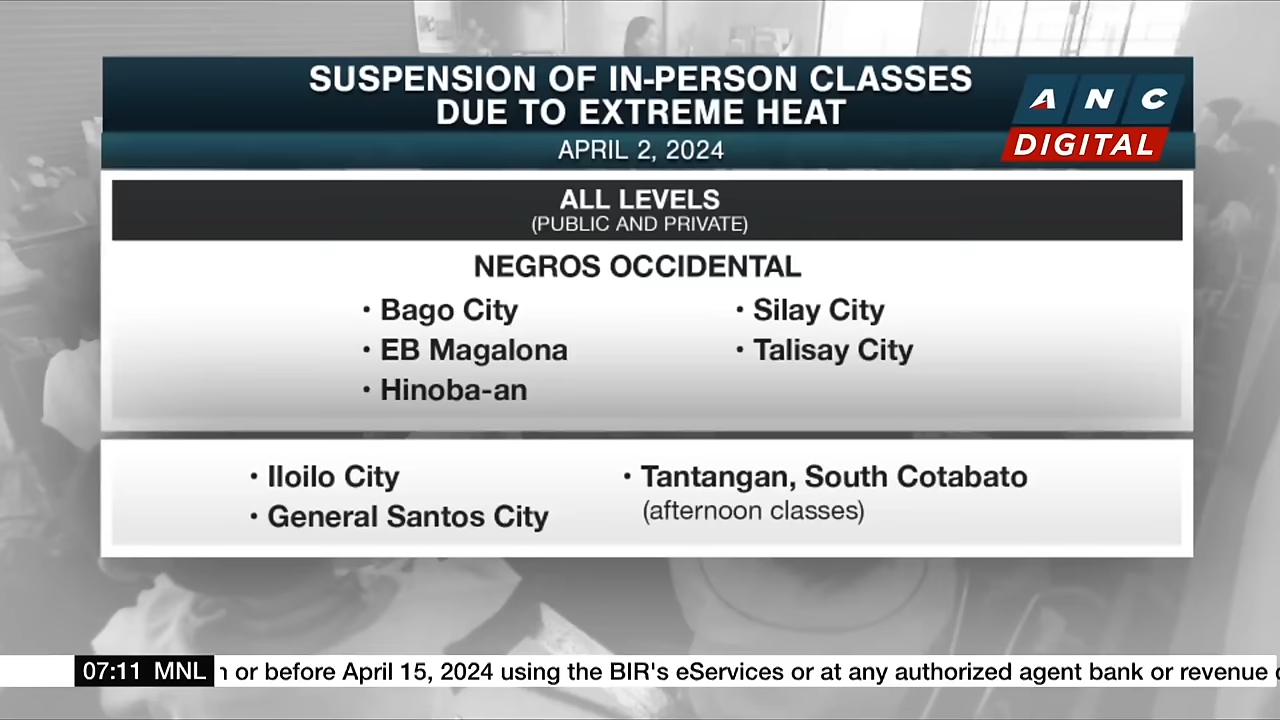 SUSPENSION OF IN-PERSON CLASSES
DUE TO EXTREME HEAT
ANC
DIGITAL
APRIL 2, 2024
ALL LEVELS
(PUBLIC AND PRIVATE)
NEGROS OCCIDENTAL
• Bago City
• EB Magalona
• Hinoba-an
• Silay City
• Talisay City
• Iloilo City
• General Santos City
• Tantangan, South Cotabato
(afternoon classes)
07:11 MNL
or before April 15, 2024 using the BIR's eServices or at any authorized agent bank or revenue